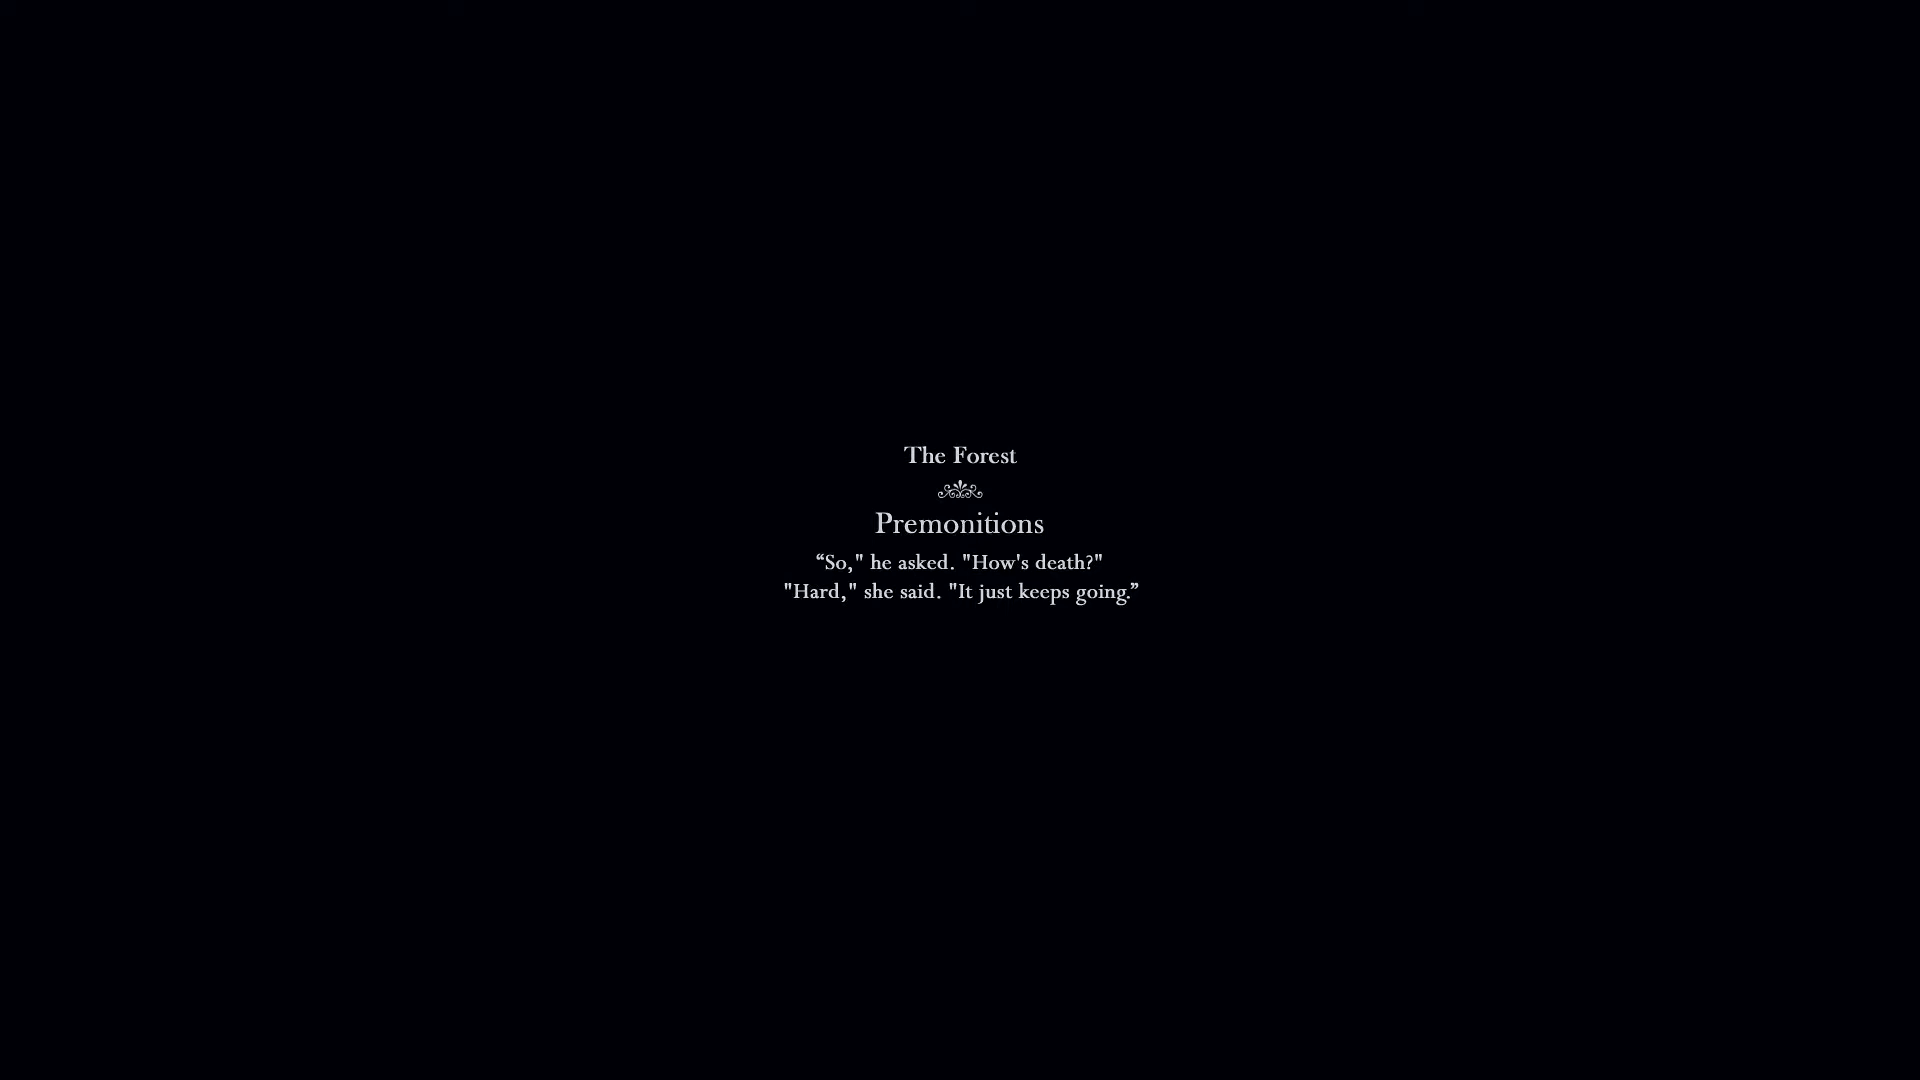 The Forest
Premonitions
“So," he asked. "How's death?"
"Hard," she said. "It just keeps going.”